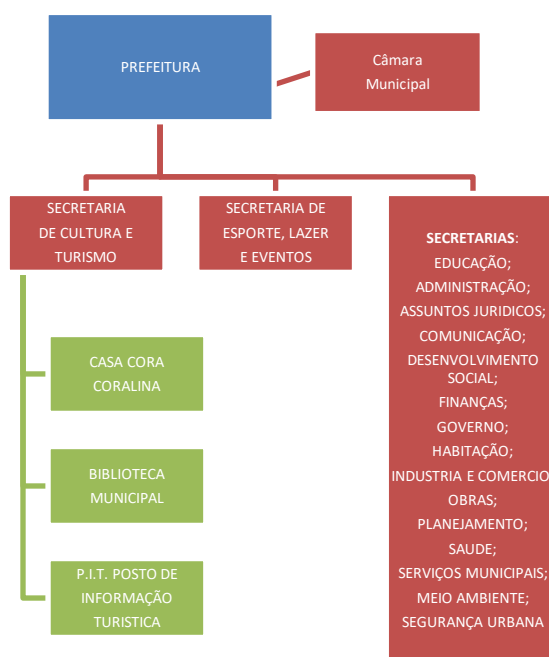 PREFEITURA
Câmara
Municipal
SECRETARIA
DE CULTURA E
TURISMO
SECRETARIA DE
ESPORTE, LAZER
E EVENTOS
SECRETARIAS:
EDUCAÇÃO;
ADMINISTRAÇÃO;
ASSUNTOS JURIDICOS;
COMUNICAÇÃO;
DESENVOLVIMENTO
SOCIAL;
FINANÇAS;
GOVERNO;
HABITAÇÃO;
INDUSTRIA E COMERCIO
OBRAS;
PLANEJAMENTO;
SAUDE;
SERVIÇOS MUNICIPAIS;
MEIO AMBIENTE;
SEGURANÇA URBANA
CASA CORA
CORALINA
BIBLIOTECA
MUNICIPAL
P.I.T. POSTO DE
INFORMAÇÃO
TURISTICA